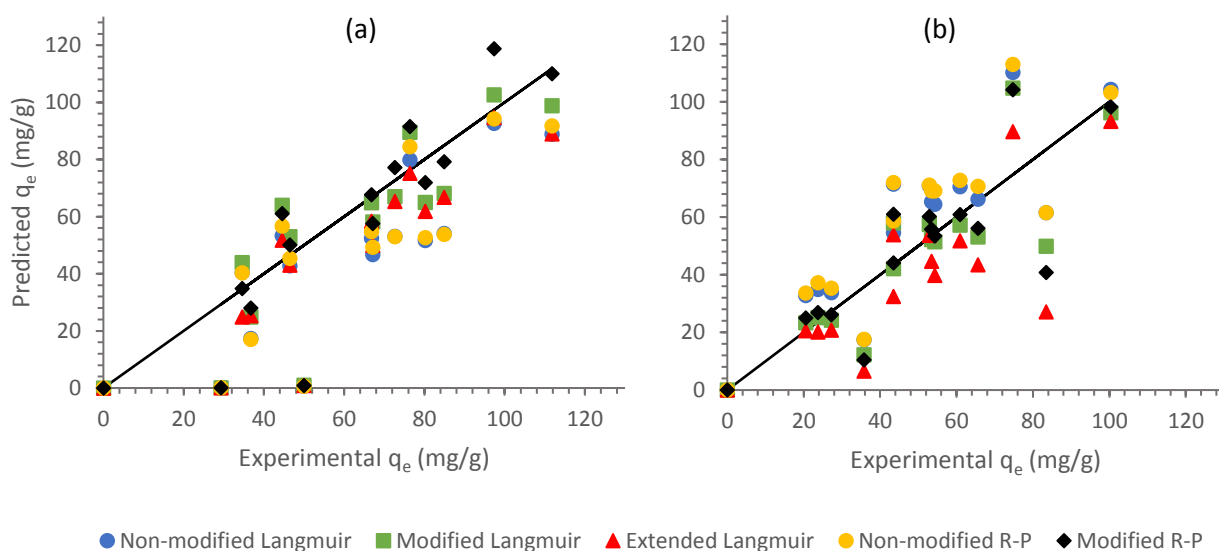 (a)
Predicted qe (mg/g)
120
100
80
60
40
20
0
0 20 40 60 80 100 120
Experimental qe (mg/g)
(b)
120
100
80
60
40
20
0
0 20 40 60 80 100 120
Experimental qe (mg/g)
Non-modified Langmuir Modified Langmuir Extended Langmuir Non-modified R-P Modified R-P